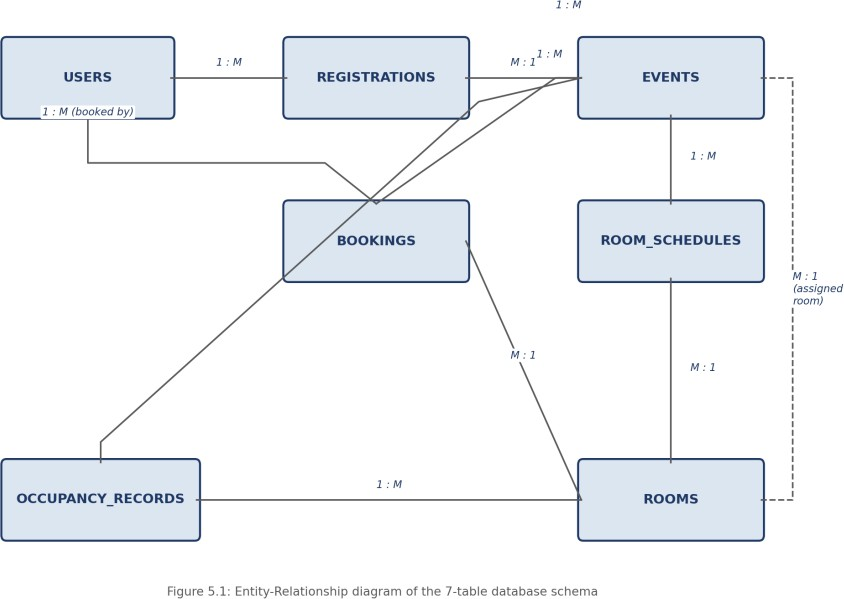 1 : M
1 : M
M : 1
1 : M
USERS
REGISTRATIONS
EVENTS
1 : M (booked by)
1 : M
BOOKINGS
ROOM_SCHEDULES
M : 1
(assigned
room)
M : 1
M : 1
1 : M
OCCUPANCY_RECORDS
ROOMS
Figure 5.1: Entity-Relationship diagram of the 7-table database schema